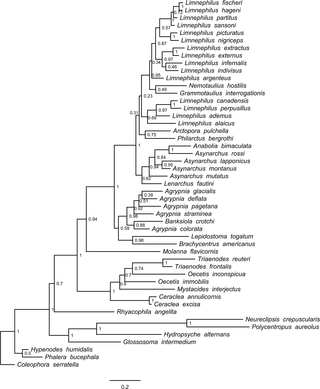 Limnephilus fischeri
Limnephilus hageni
Limnephilus partitus
Limnephilus sansoni
Limnephilus picturatus
Limnephilus nigriceps
Limnephilus extractus
Limnephilus externus
Limnephilus infernalis
Limnephilus indivisus
Limnephilus argenteus
Nemotaulius hostilis
Grammotaulius interrogationis
Limnephilus canadensis
Limnephilus perpusillus
Limnephilus ademus
Limnephilus alaicus
Arctopora pulchella
Philarctus bergrothi
Anabolia bimaculata
Asynarchus rossi
Asynarchus lapponicus
Asynarchus montanus
Asynarchus mutatus
Lenarchus fautini
Agrypnia glacialis
Agrypnia deflata
Agrypnia pagetana
Agrypnia straminea
Banksiola crotchi
Agrypnia colorata
Lepidostoma togatum
Brachycentrus americanus
Molanna flavicornis
Triaenodes reuteri
Triaenodes frontalis
Oecetis inconspicua
Oecetis immobilis
Mystacides interjectus
Ceraclea annulicornis
Ceraclea excisa
Rhyacophila angelita
Neureclipsis crepuscularis
Polycentropus aureolus
Hydropsyche alternans
Glossosoma intermedium
Hypenodes humidalis
Phalera bucephala
Coleophora serratella
0.2